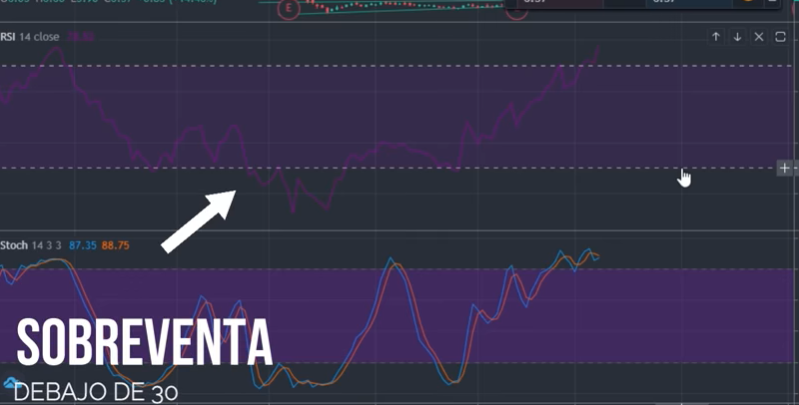 E
RSI 14 close
Stoch 14 3 3 87.35 88.75
SOBREVENTA
DEBAJO DE 30